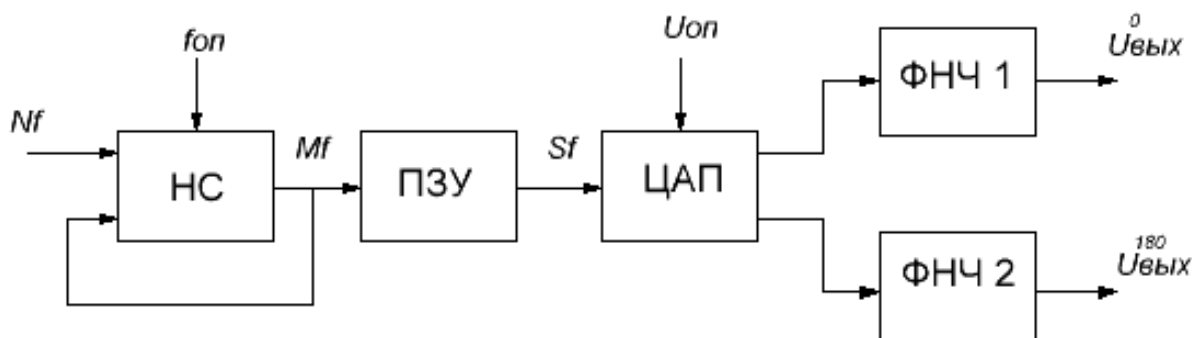 fоп
Uоп
ФНЧ 1
0
Uвых
Nf
НС
Mf
ПЗУ
Sf
ЦАП
ФНЧ 2
180
Uвых